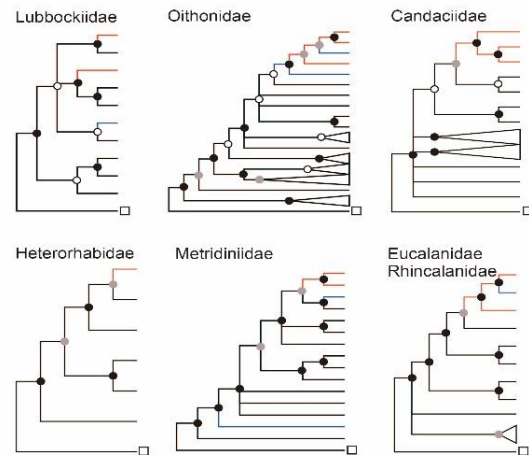 Lubbockiidae
Oithonidae
Candaciidae
Heterorhabidae
Metridiniidae
Eucalanidae
Rhincalanidae